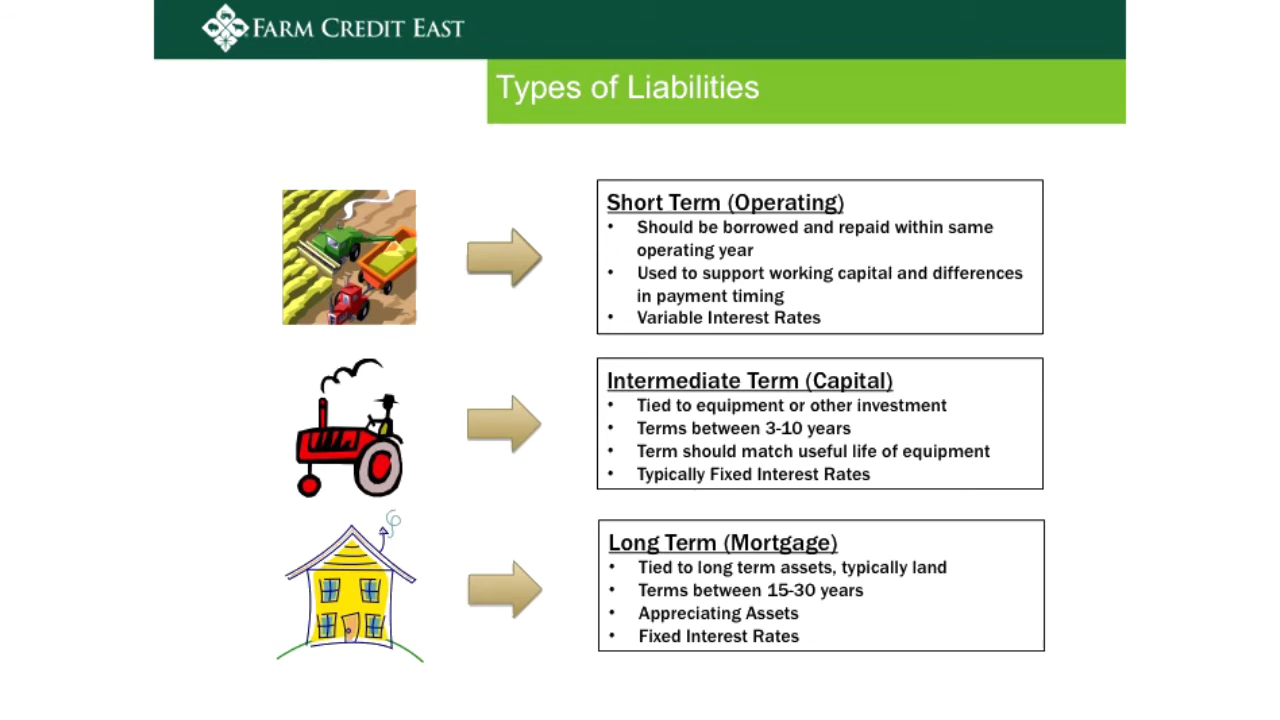 FARM CREDIT EAST
Types of Liabilities
Short Term (Operating)
• Should be borrowed and repaid within same
operating year
• Used to support working capital and differences
in payment timing
• Variable Interest Rates
Intermediate Term (Capital)
• Tied to equipment or other investment
• Terms between 3-10 years
• Term should match useful life of equipment
• Typically Fixed Interest Rates
Long Term (Mortgage)
• Tied to long term assets, typically land
• Terms between 15-30 years
• Appreciating Assets
• Fixed Interest Rates